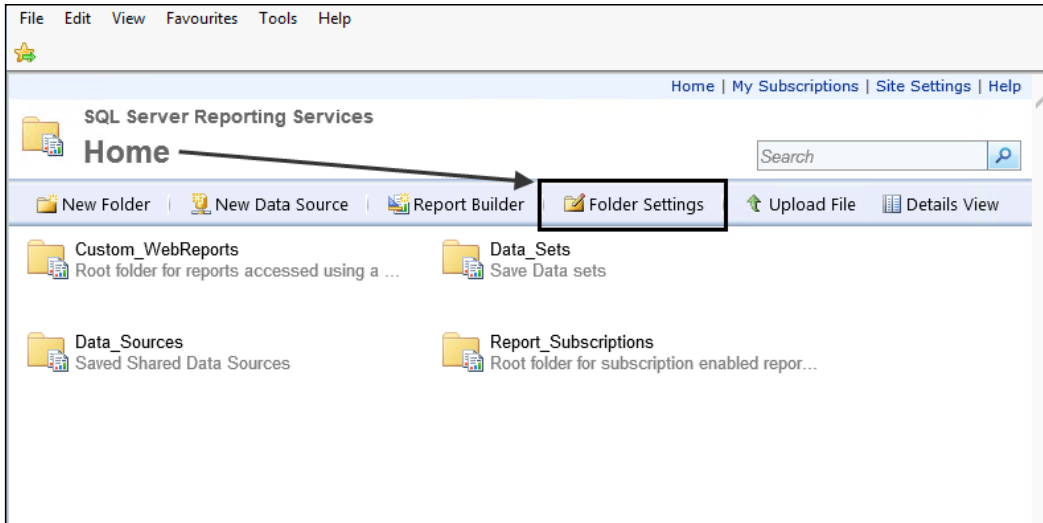 File Edit View Favourites Tools Help
Home | My Subscriptions | Site Settings | Help
SQL Server Reporting Services
Home
Search
New Folder | New Data Source | Report Builder | Folder Settings | Upload File Details View
Custom_WebReports Data_Sets
Root folder for reports accessed using a ... Save Data sets
Data_Sources Report_Subscriptions
Saved Shared Data Sources Root folder for subscription enabled repor...